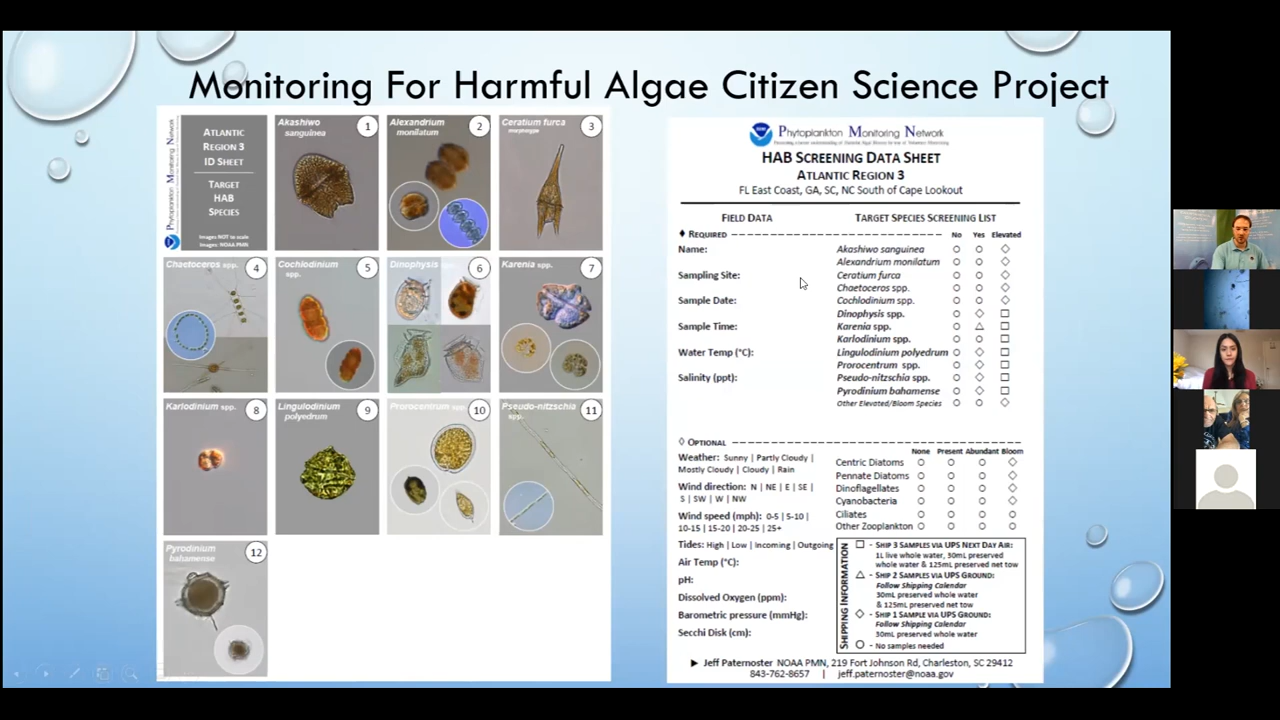 Monitoring For Harmful Algae Citizen Science Project
Phytoplankton Monitoring Network
ATLANTIC
REGION 3
ID SHEET
TARGET
HAB
SPECIES
Images NOT to scale
Images: NOAA PMN
Akashiwo
sanguinea
1
Alexandrium
monilatum
2
Ceratium furca
morphotype
3
Chaetoceros spp.
4
Cochlodinium
spp.
5
Dinophysis spp.
6
Karenia spp.
7
Karlodinium spp.
8
Lingulodinium
polyedrum
9
Prorocentrum spp.
10
Pseudo-nitzschia
spp.
11
Pyrodinium
bahamense
12
Phytoplankton Monitoring Network
HAB SCREENING DATA SHEET
ATLANTIC REGION 3
FL East Coast, GA, SC, NC South of Cape Lookout
FIELD DATA
TARGET SPECIES SCREENING LIST
♦ REQUIRED
No Yes Elevated
Name:
Akashiwo sanguinea
Alexandrium monilatum
Sampling Site:
Ceratium furca
Chaetoceros spp.
Sample Date:
Cochlodinium spp.
Dinophysis spp.
Sample Time:
Karenia spp.
Karlodinium spp.
Water Temp (°C):
Lingulodinium polyedrum
Prorocentrum spp.
Salinity (ppt):
Pseudo-nitzschia spp.
Pyrodinium bahamense
Other Elevated/Bloom Species
◊ OPTIONAL
None Present Abundant Bloom
Weather: Sunny | Partly Cloudy |
Mostly Cloudy | Cloudy | Rain
Wind direction: N | NE | E | SE |
S | SW | W | NW
Wind speed (mph): 0-5 | 5-10 |
10-15 | 15-20 | 20-25 | 25+
Tides: High | Low | Incoming | Outgoing
Air Temp (°C):
pH:
Dissolved Oxygen (ppm):
Barometric pressure (mmHg):
Secchi Disk (cm):
Centric Diatoms
Pennate Diatoms
Dinoflagellates
Cyanobacteria
Ciliates
Other Zooplankton
SHIPPING INFORMATION
- SHIP 3 SAMPLES VIA UPS NEXT DAY AIR:
1L live whole water, 30mL preserved
whole water & 125mL preserved net tow
- SHIP 2 SAMPLES VIA UPS GROUND:
Follow Shipping Calendar
30mL preserved whole water
& 125mL preserved net tow
- SHIP 1 SAMPLE VIA UPS GROUND:
Follow Shipping Calendar
30mL preserved whole water
- No samples needed
► Jeff Paternoster NOAA PMN, 219 Fort Johnson Rd, Charleston, SC 29412
843-762-8657 | jeff.paternoster@noaa.gov